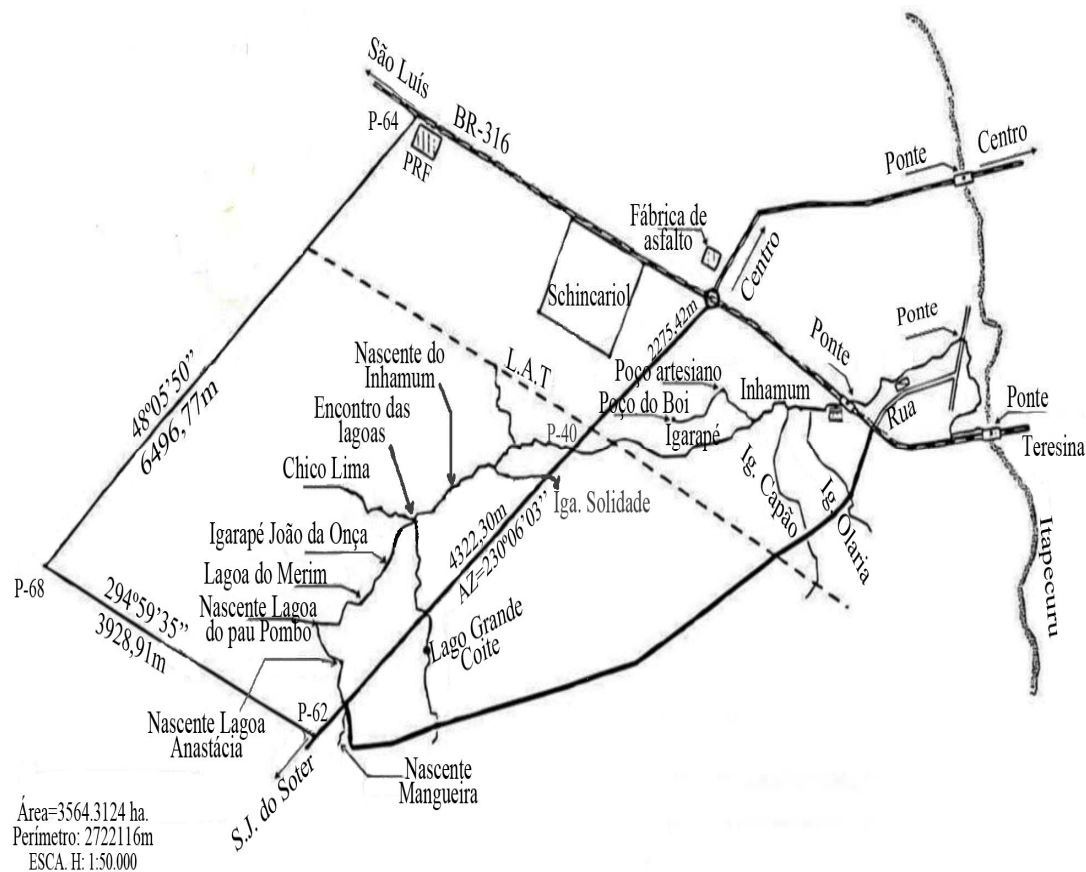 São Luís
BR-316
P-64
PRF
Ponte
Centro
Fábrica de
asfalto
Centro
Schincariol
2275,42m
L.A.T
Nascente do
Inhamum
Encontro das
lagoas
Chico Lima
48º05’50”
6496,77m
Poço artesiano
Poço do Boi
Inhamum
Igarapé
Ponte
Ponte
Rua
Ponte
Teresina
P-40
Iga. Solidade
Ig. Capão
Ig. Olaria
Itapecuru
4322,30m
AZ=230º06’03”
Igarapé João da Onça
Lagoa do Merim
Nascente Lagoa
do pau Pombo
P-68
294º59’35”
3928,91m
Lago Grande
Coite
P-62
Nascente Lagoa
Anastácia
Nascente
Mangueira
S.J. do Soter
Área=3564.3124 ha.
Perímetro: 2722116m
ESCA. H: 1:50.000